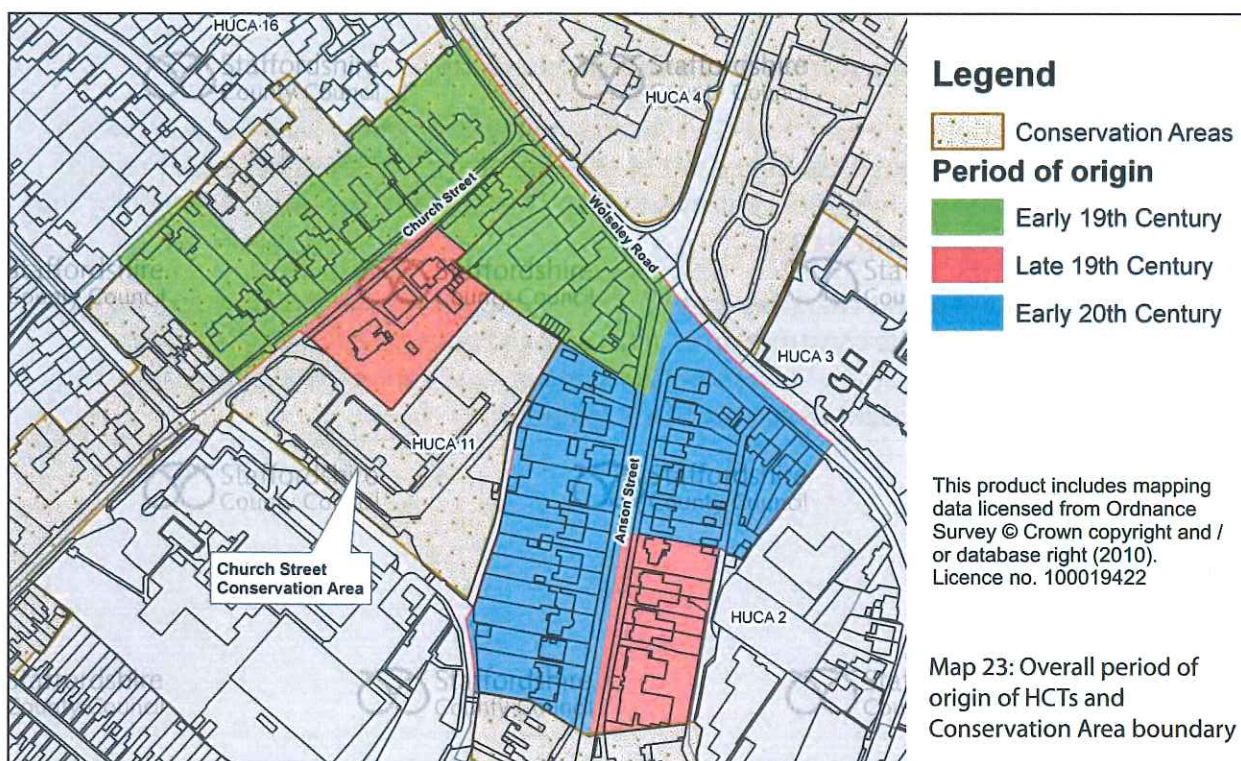 HUCA 16
HUCA 4
Church Street
Wolseley Road
HUCA 3
HUCA 11
Anson Street
Church Street
Conservation Area
HUCA 2
Staffordshire
County Council
Legend
Conservation Areas
Period of origin
Early 19th Century
Late 19th Century
Early 20th Century
This product includes mapping
data licensed from Ordnance
Survey © Crown copyright and /
or database right (2010).
Licence no. 100019422
Map 23: Overall period of
origin of HCTs and
Conservation Area boundary